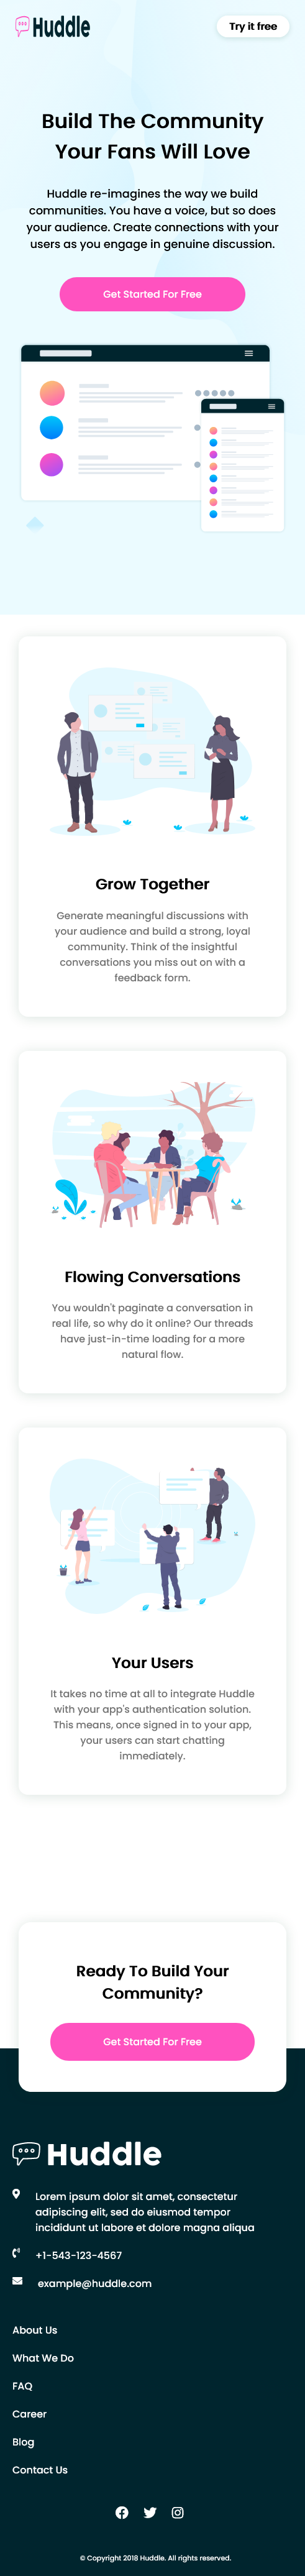 Huddle
Try it free
Build The Community
Your Fans Will Love
Huddle re-imagines the way we build
communities. You have a voice, but so does
your audience. Create connections with your
users as you engage in genuine discussion.
Get Started For Free
Grow Together
Generate meaningful discussions with
your audience and build a strong, loyal
community. Think of the insightful
conversations you miss out on with a
feedback form.
Flowing Conversations
You wouldn't paginate a conversation in
real life, so why do it online? Our threads
have just-in-time loading for a more
natural flow.
Your Users
It takes no time at all to integrate Huddle
with your app's authentication solution.
This means, once signed in to your app,
your users can start chatting
immediately.
Ready To Build Your
Community?
Get Started For Free
Huddle
Lorem ipsum dolor sit amet, consectetur
adipiscing elit, sed do eiusmod tempor
incididunt ut labore et dolore magna aliqua
+1-543-123-4567
example@huddle.com
About Us
What We Do
FAQ
Career
Blog
Contact Us
© Copyright 2018 Huddle. All rights reserved.